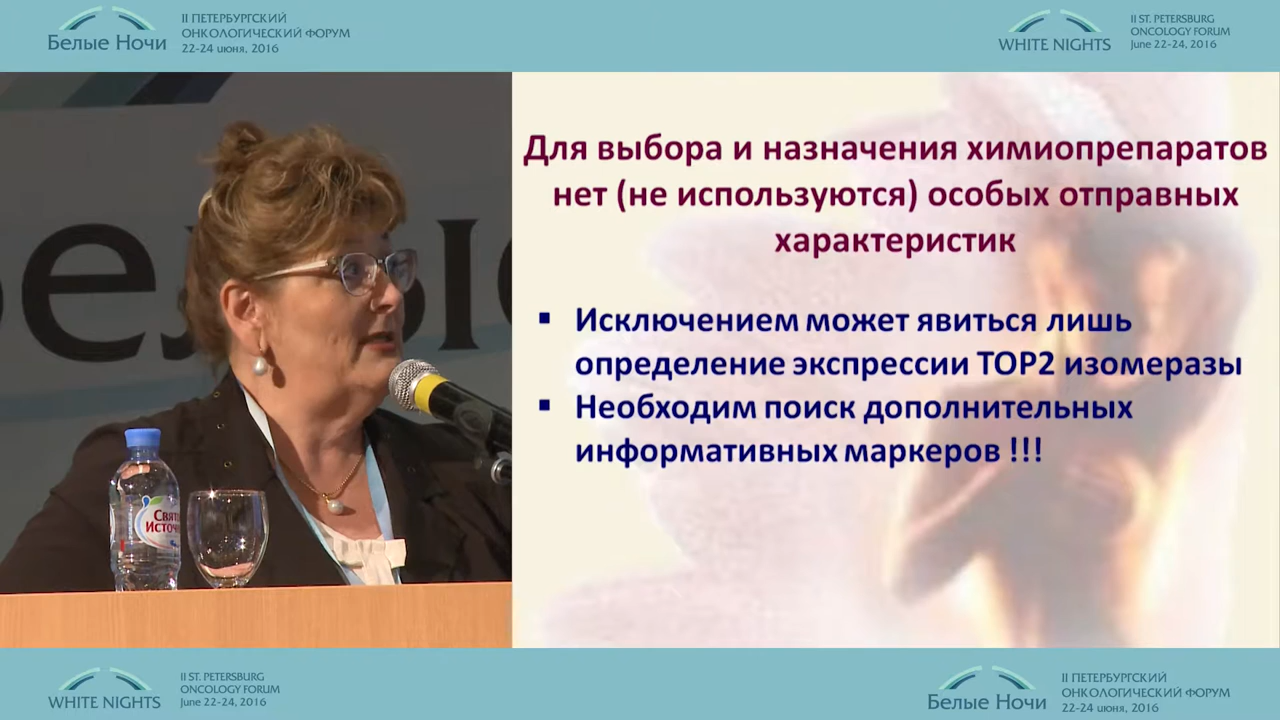 Белые Ночи
II ПЕТЕРБУРГСКИЙ
ОНКОЛОГИЧЕСКИЙ ФОРУМ
22-24 июня, 2016
WHITE NIGHTS
II ST. PETERSBURG
ONCOLOGY FORUM
June 22-24, 2016
Для выбора и назначения химиопрепаратов
нет (не используются) особых отправных
характеристик
▪ Исключением может явиться лишь
определение экспрессии TOP2 изомеразы
▪ Необходим поиск дополнительных
информативных маркеров !!!
WHITE NIGHTS
II ST. PETERSBURG
ONCOLOGY FORUM
June 22-24, 2016
Белые Ночи
II ПЕТЕРБУРГСКИЙ
ОНКОЛОГИЧЕСКИЙ ФОРУМ
22-24 июня, 2016